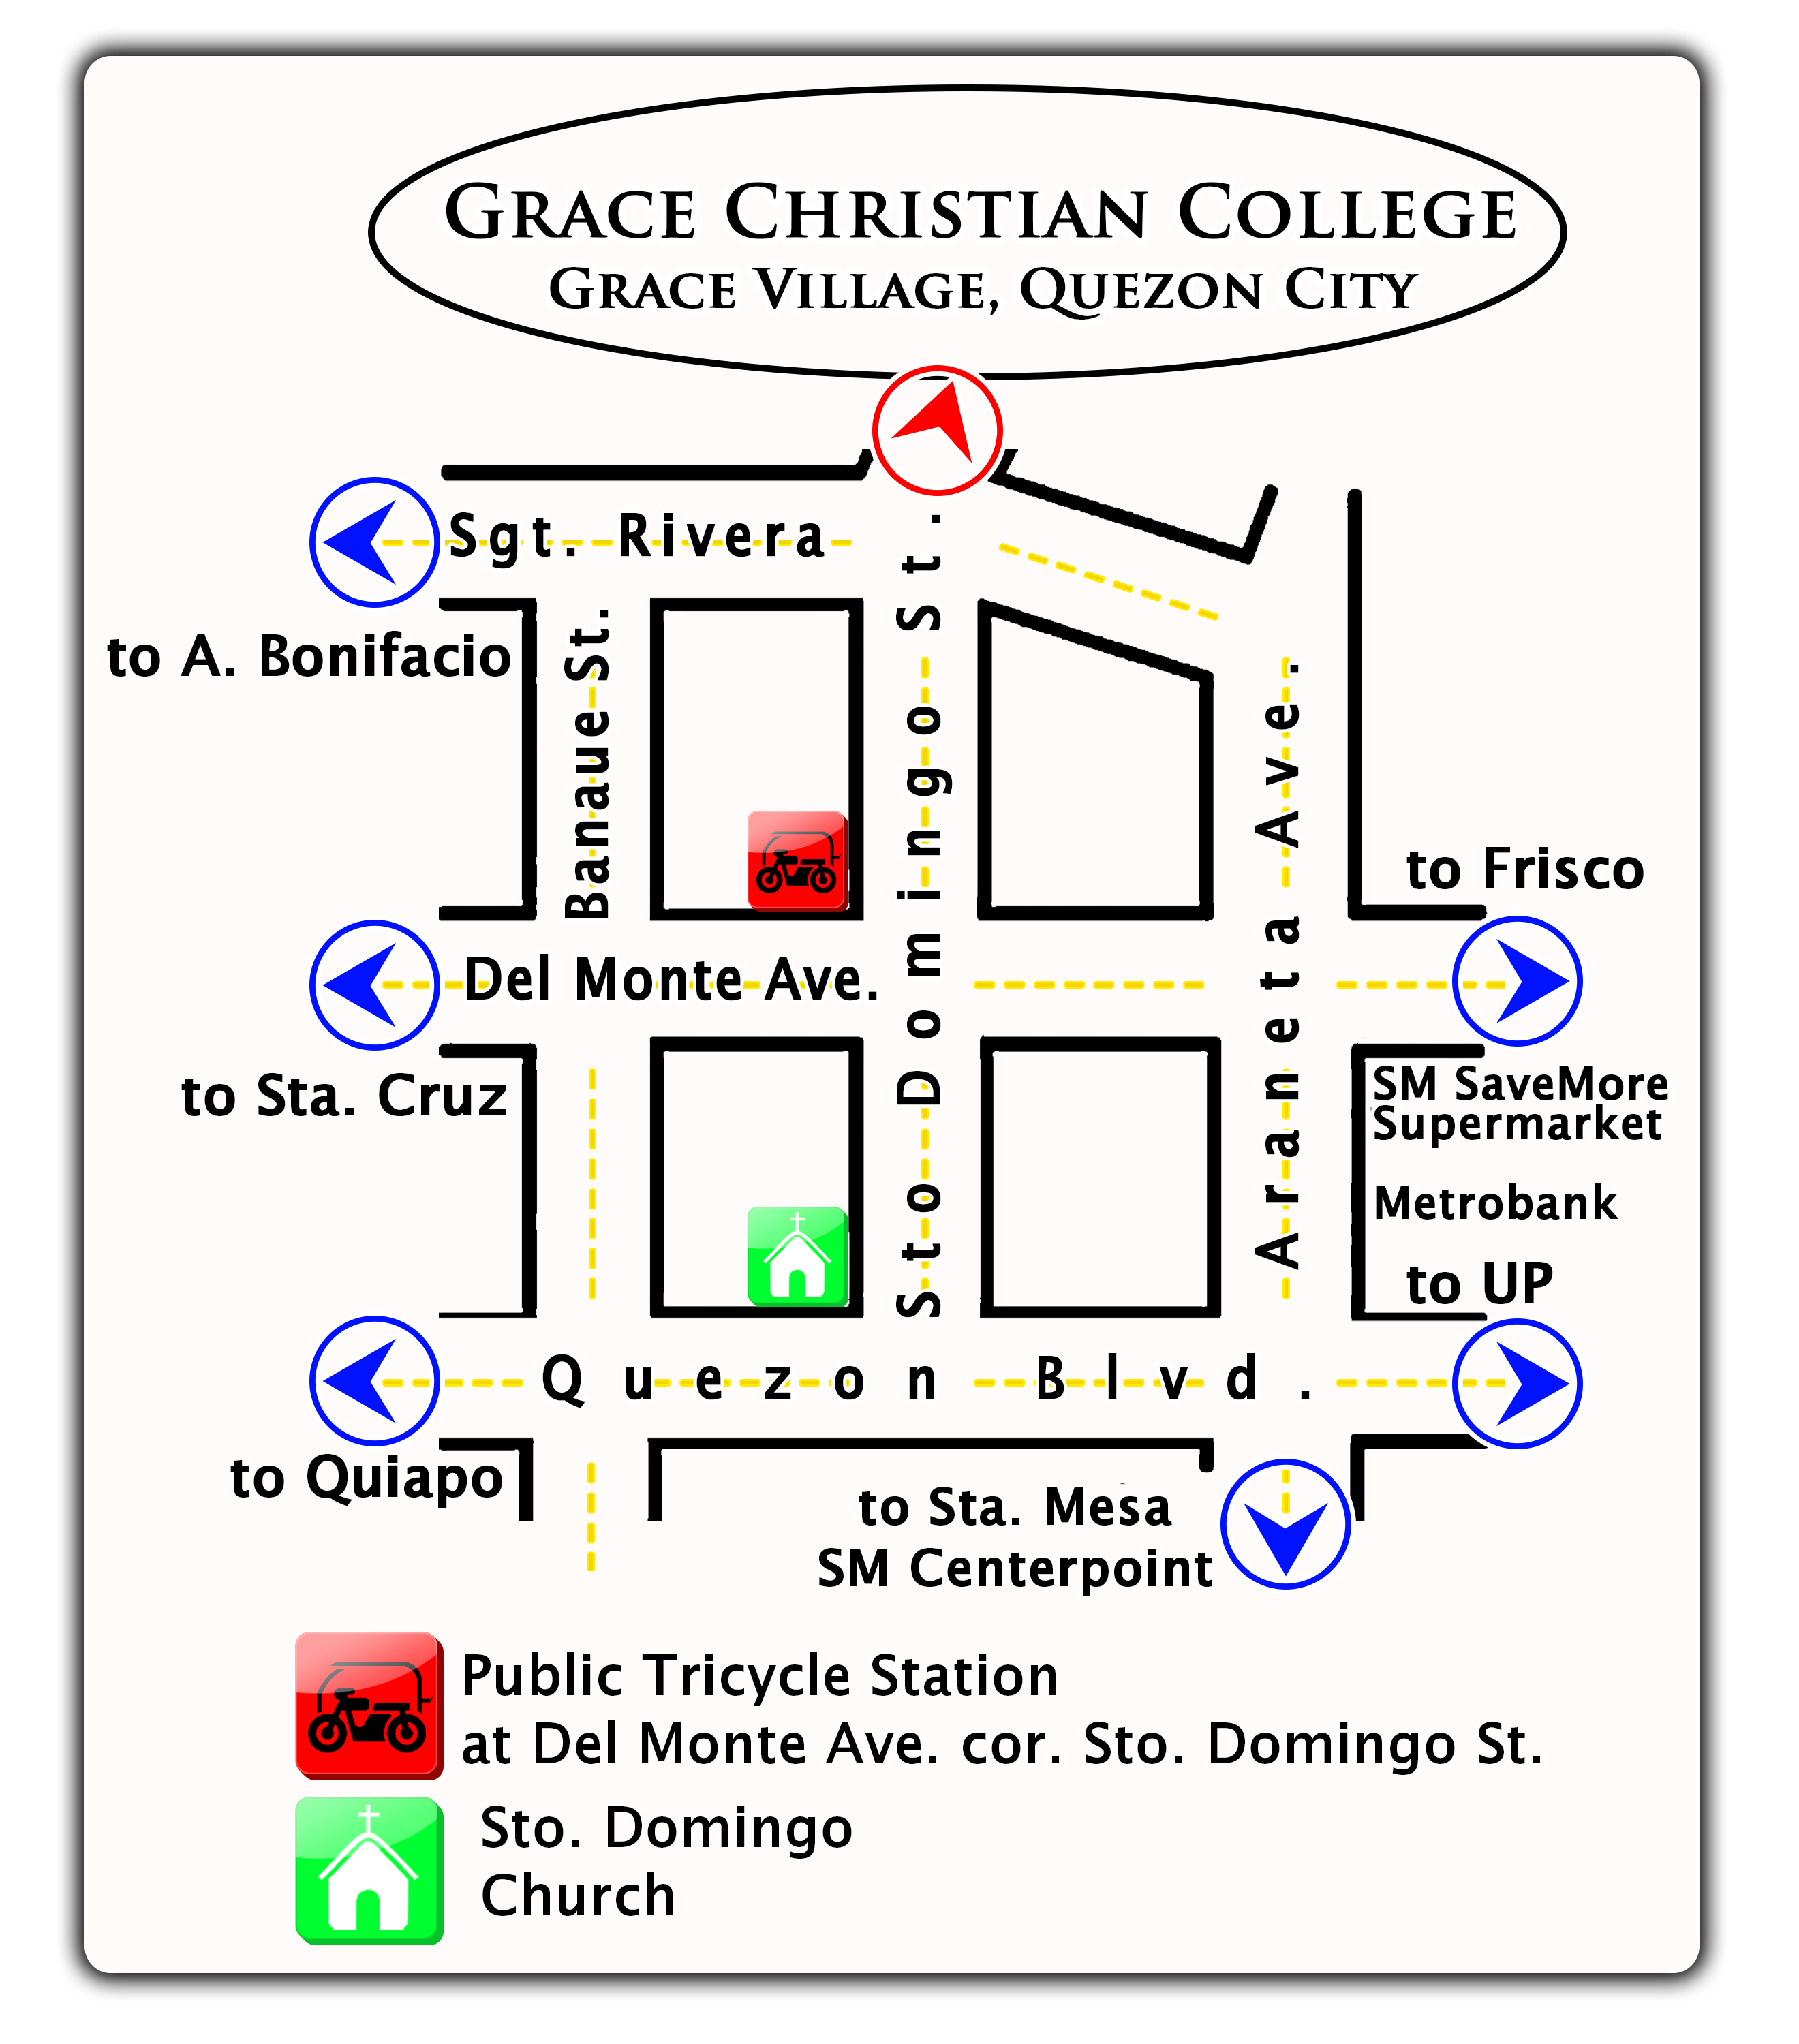 GRACE CHRISTIAN COLLEGE
GRACE VILLAGE, QUEZON CITY
Sgt. Rivera
to A. Bonifacio
Banaue St.
Sto Domingo St.
Araneta Ave.
to Frisco
Del Monte Ave.
to Sta. Cruz
SM SaveMore
Supermarket
Metrobank
to UP
Quezon Blvd.
to Quiapo
to Sta. Mesa
SM Centerpoint
Public Tricycle Station
at Del Monte Ave. cor. Sto. Domingo St.
Sto. Domingo
Church